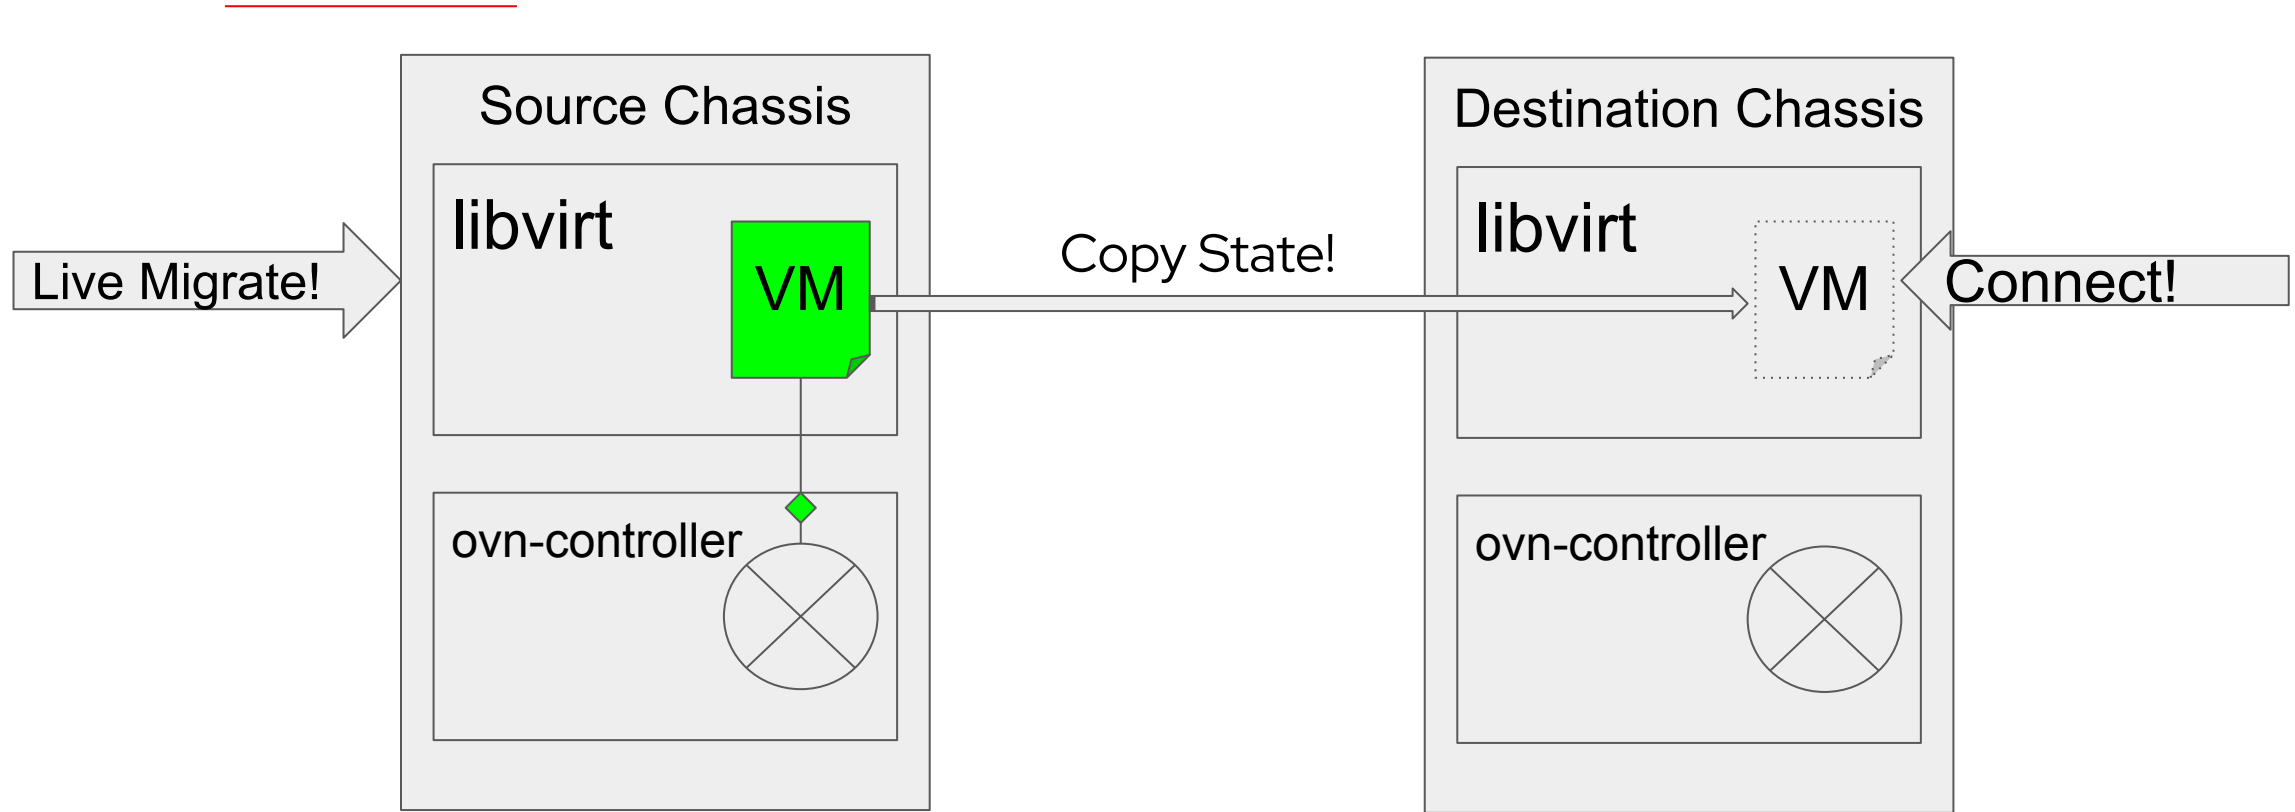 Source Chassis
libvirt
VM
ovn-controller
Live Migrate!
Copy State!
Destination Chassis
libvirt
VM
ovn-controller
Connect!